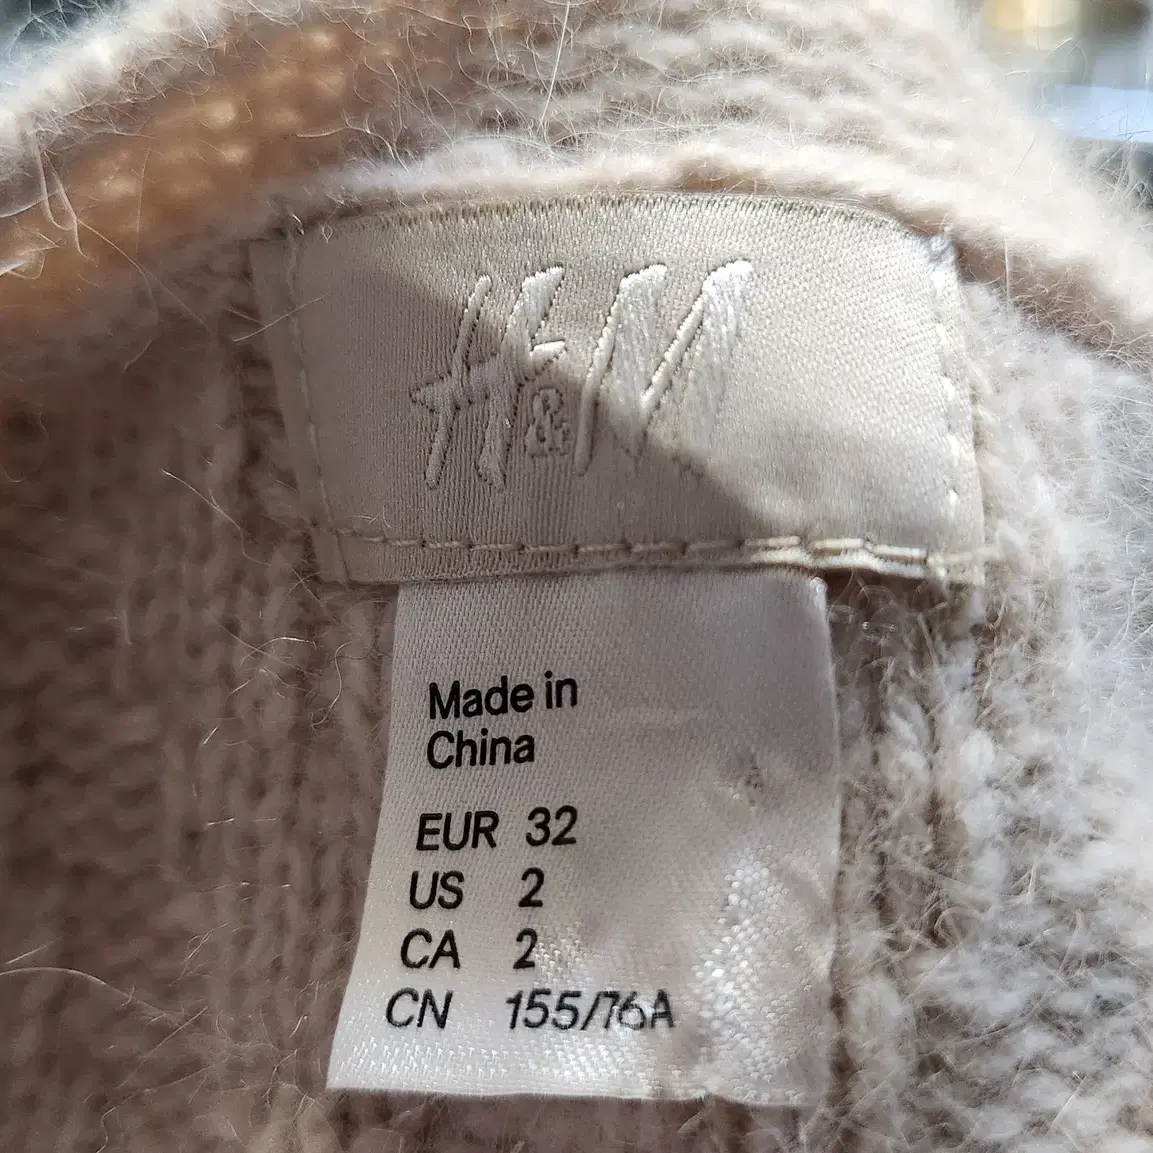 H&M
Made in
China
EUR 32
US 2
CA 2
CN 155/76A